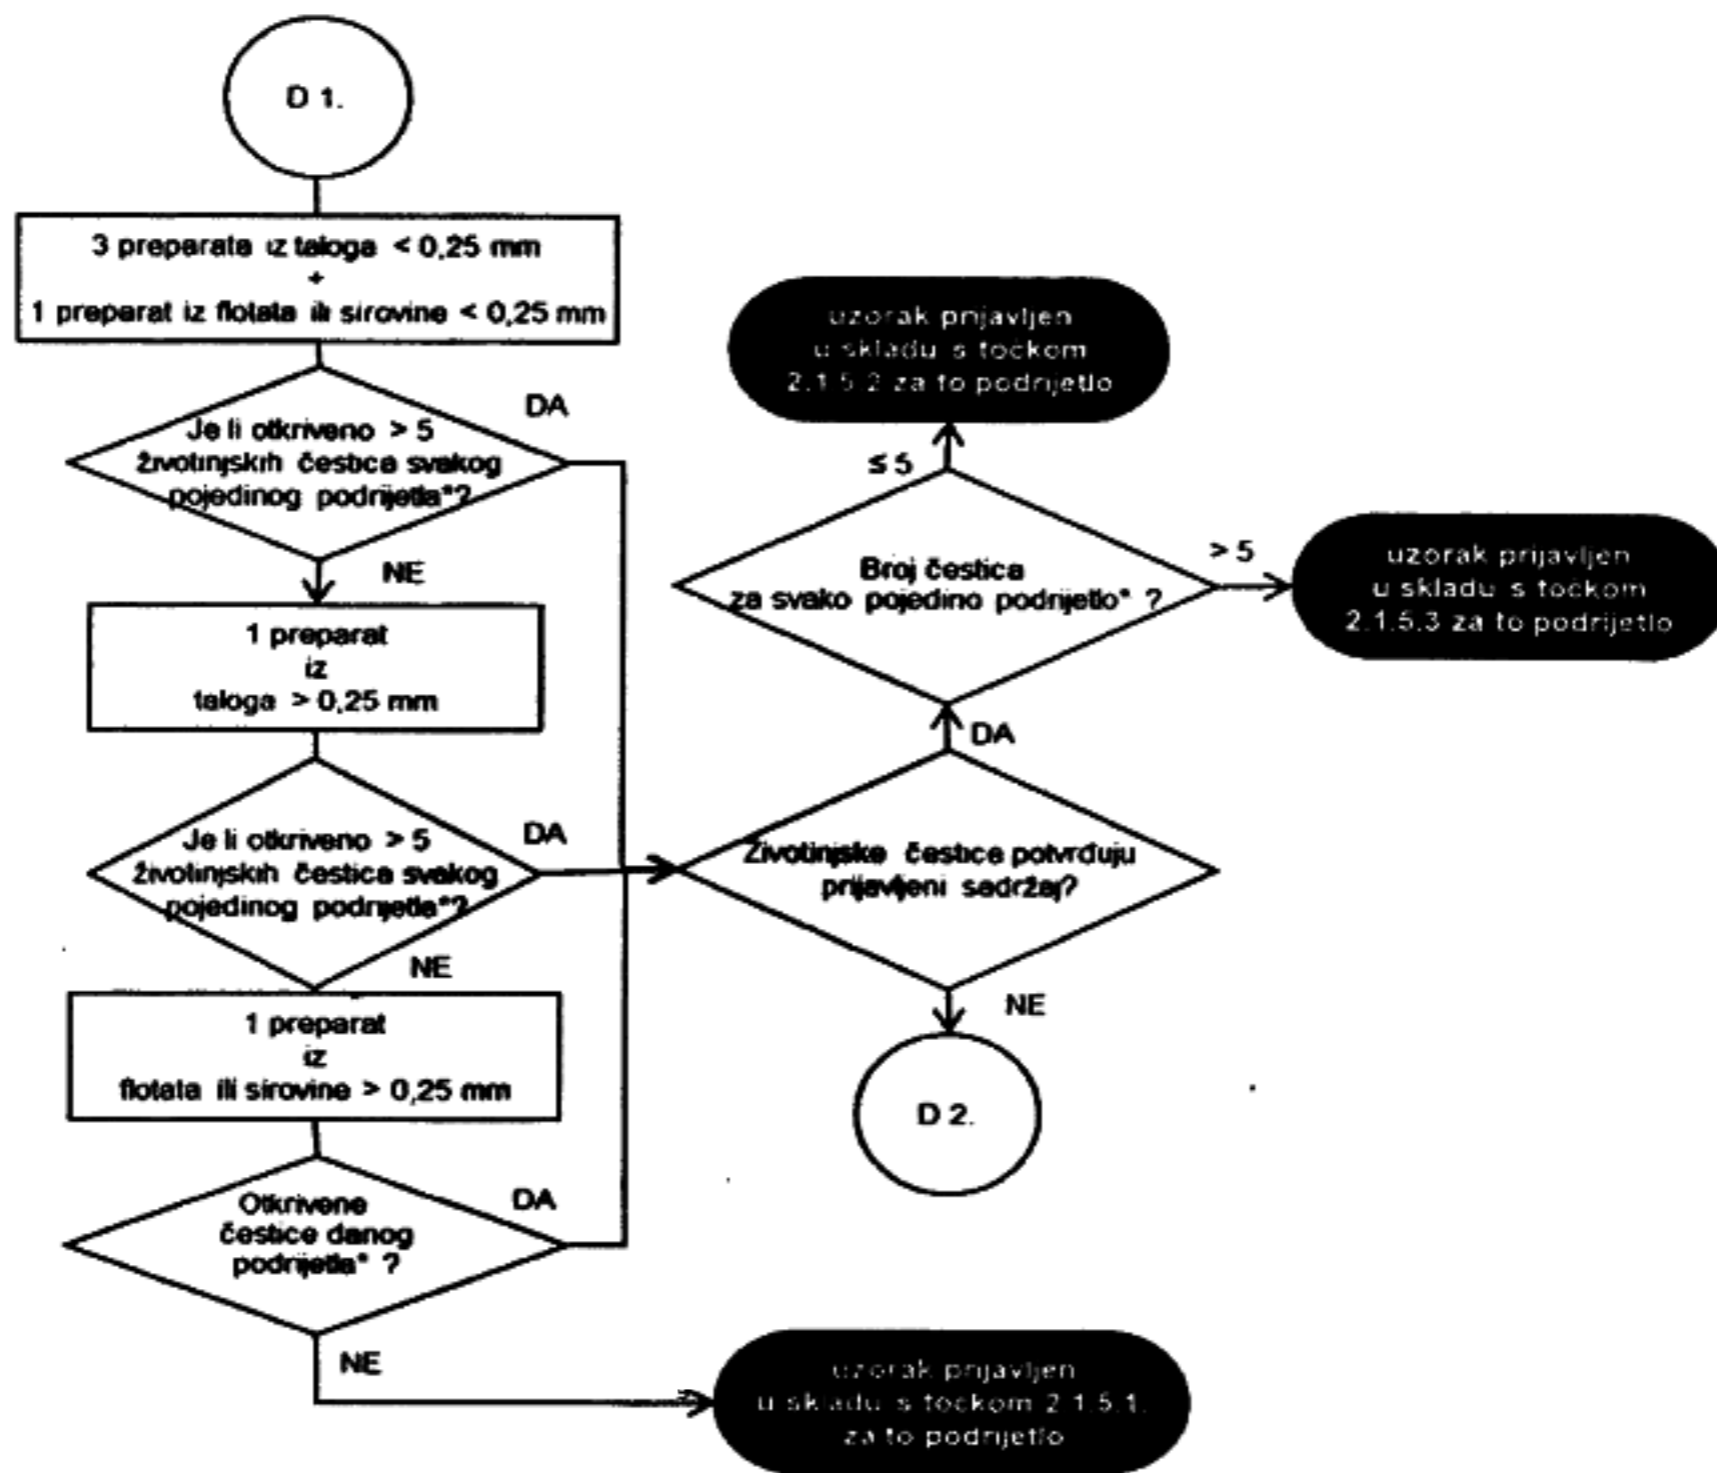 D 1.
3 preparata iz taloga < 0,25 mm
+
1 preparat iz flotata ili sirovine < 0,25 mm
Je li otkriveno > 5
životinjskih čestica svakog
pojedinog podrijetla*?
DA
NE
1 preparat
iz
taloga > 0,25 mm
Je li otkriveno > 5
životinjskih čestica svakog
pojedinog podrijetla*?
DA
NE
1 preparat
iz
flotata ili sirovine > 0,25 mm
Otkrivene
čestice danog
podrijetla* ?
DA
NE
uzorak prijavljen
u skladu s točkom 2.1.5.1.
za to podrijetlo
uzorak prijavljen
u skladu s točkom
2.1.5.2 za to podrijetlo
≤ 5
Broj čestica
za svako pojedino podrijetlo* ?
> 5
uzorak prijavljen
u skladu s točkom
2.1.5.3 za to podrijetlo
DA
Životinjske čestice potvrđuju
prijavljeni sadržaj?
NE
D 2.